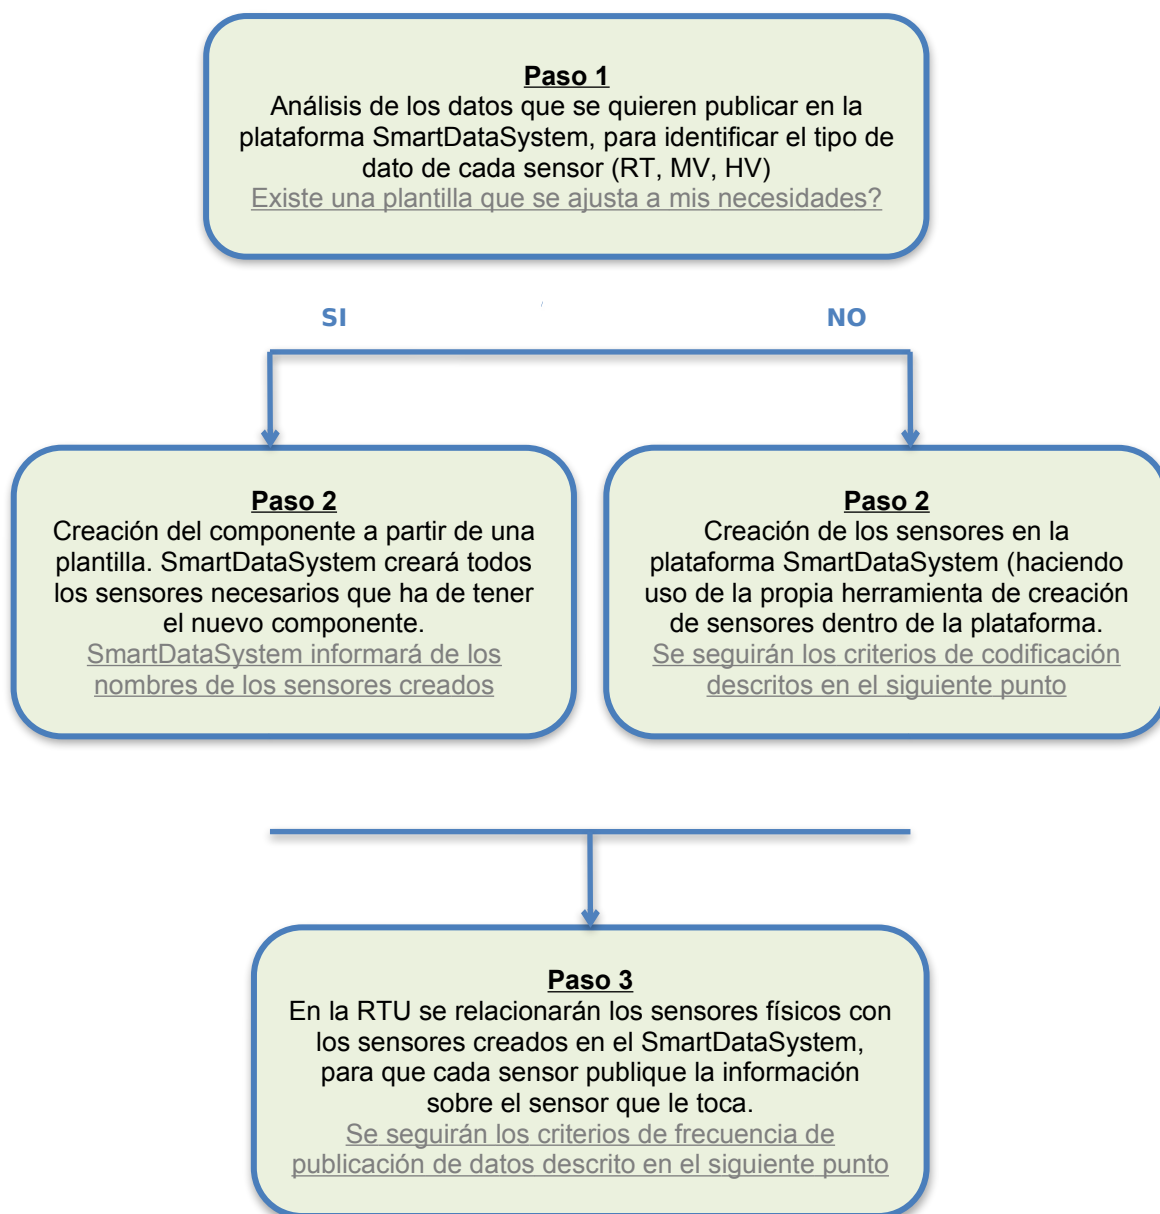 Paso 1
Análisis de los datos que se quieren publicar en la
plataforma SmartDataSystem, para identificar el tipo de
dato de cada sensor (RT, MV, HV)
Existe una plantilla que se ajusta a mis necesidades?
SI
NO
Paso 2
Creación del componente a partir de una
plantilla. SmartDataSystem creará todos
los sensores necesarios que ha de tener
el nuevo componente.
SmartDataSystem informará de los
nombres de los sensores creados
Paso 2
Creación de los sensores en la
plataforma SmartDataSystem (haciendo
uso de la propia herramienta de creación
de sensores dentro de la plataforma.
Se seguirán los criterios de codificación
descritos en el siguiente punto
Paso 3
En la RTU se relacionarán los sensores físicos con
los sensores creados en el SmartDataSystem,
para que cada sensor publique la información
sobre el sensor que le toca.
Se seguirán los criterios de frecuencia de
publicación de datos descrito en el siguiente punto